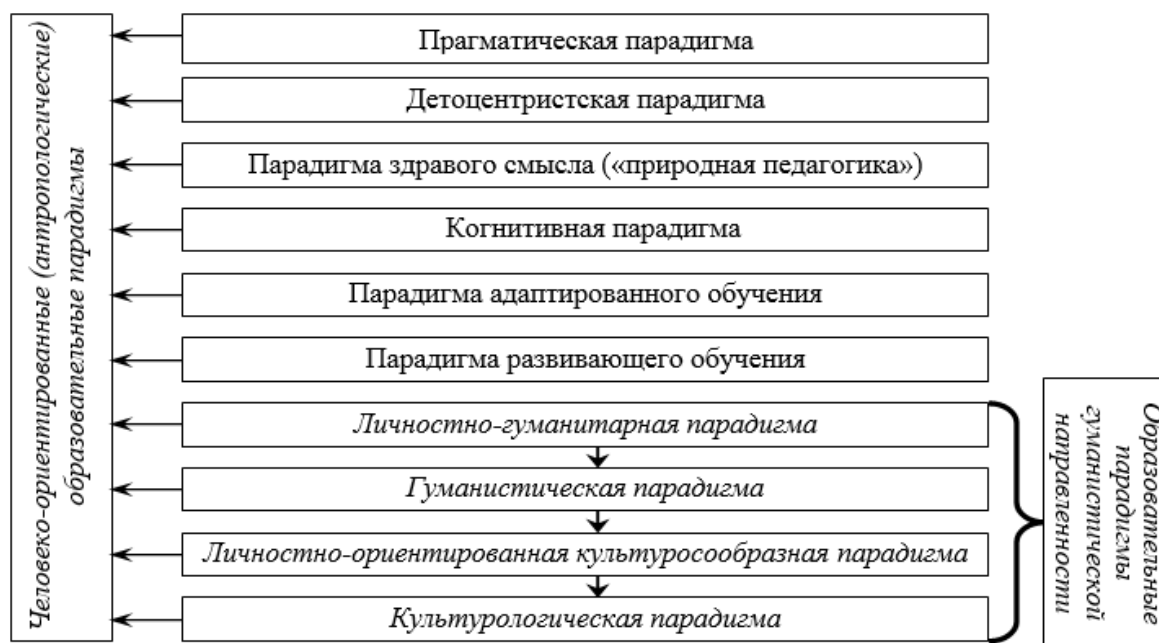 Человеко-ориентированные (антропологические)
образовательные парадигмы
Прагматическая парадигма
Детоцентристская парадигма
Парадигма здравого смысла («природная педагогика»)
Когнитивная парадигма
Парадигма адаптированного обучения
Парадигма развивающего обучения
Личностно-гуманитарная парадигма
Гуманистическая парадигма
Личностно-ориентированная культуросообразная парадигма
Культурологическая парадигма
Образовательные
парадигмы
гуманистической
направленности